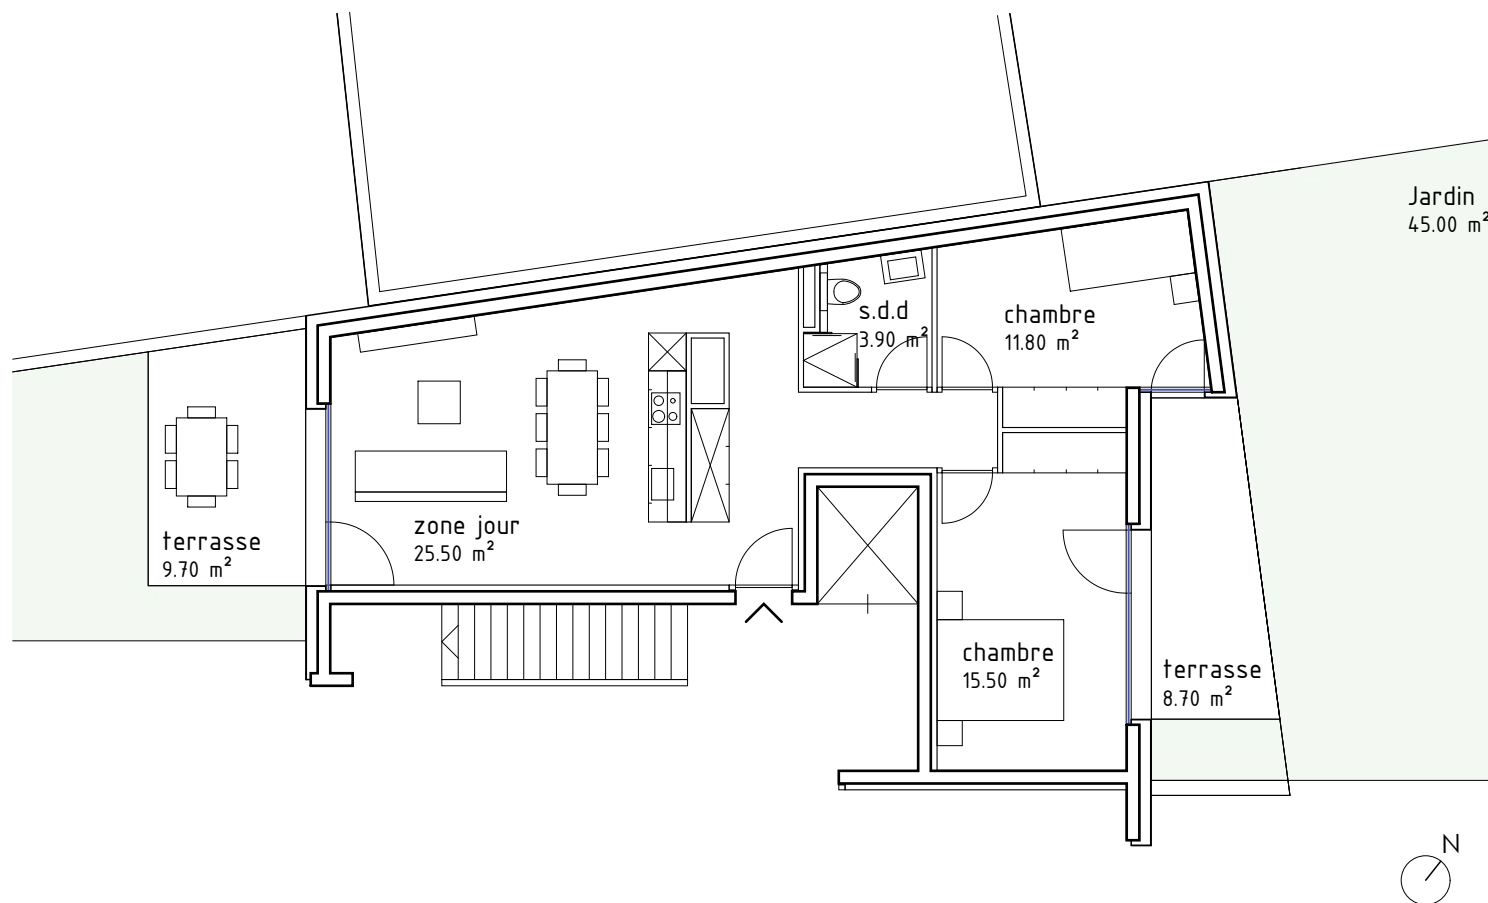 Jardin
45.00 m²
s.d.d
3.90 m²
chambre
11.80 m²
zone jour
25.50 m²
terrasse
9.70 m²
chambre
15.50 m²
terrasse
8.70 m²
N